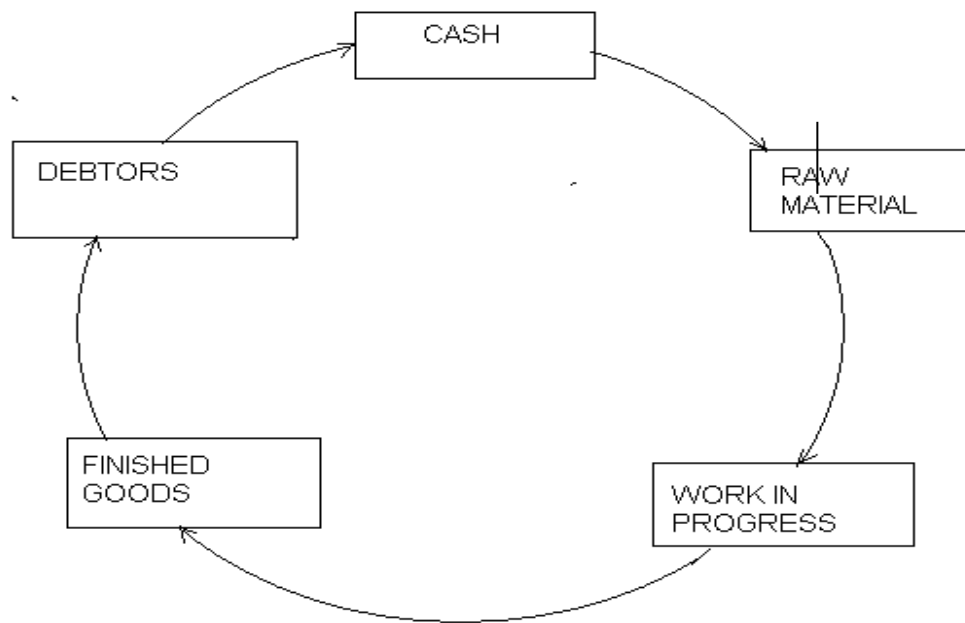 CASH
DEBTORS
RAW
MATERIAL
FINISHED
GOODS
WORK IN
PROGRESS